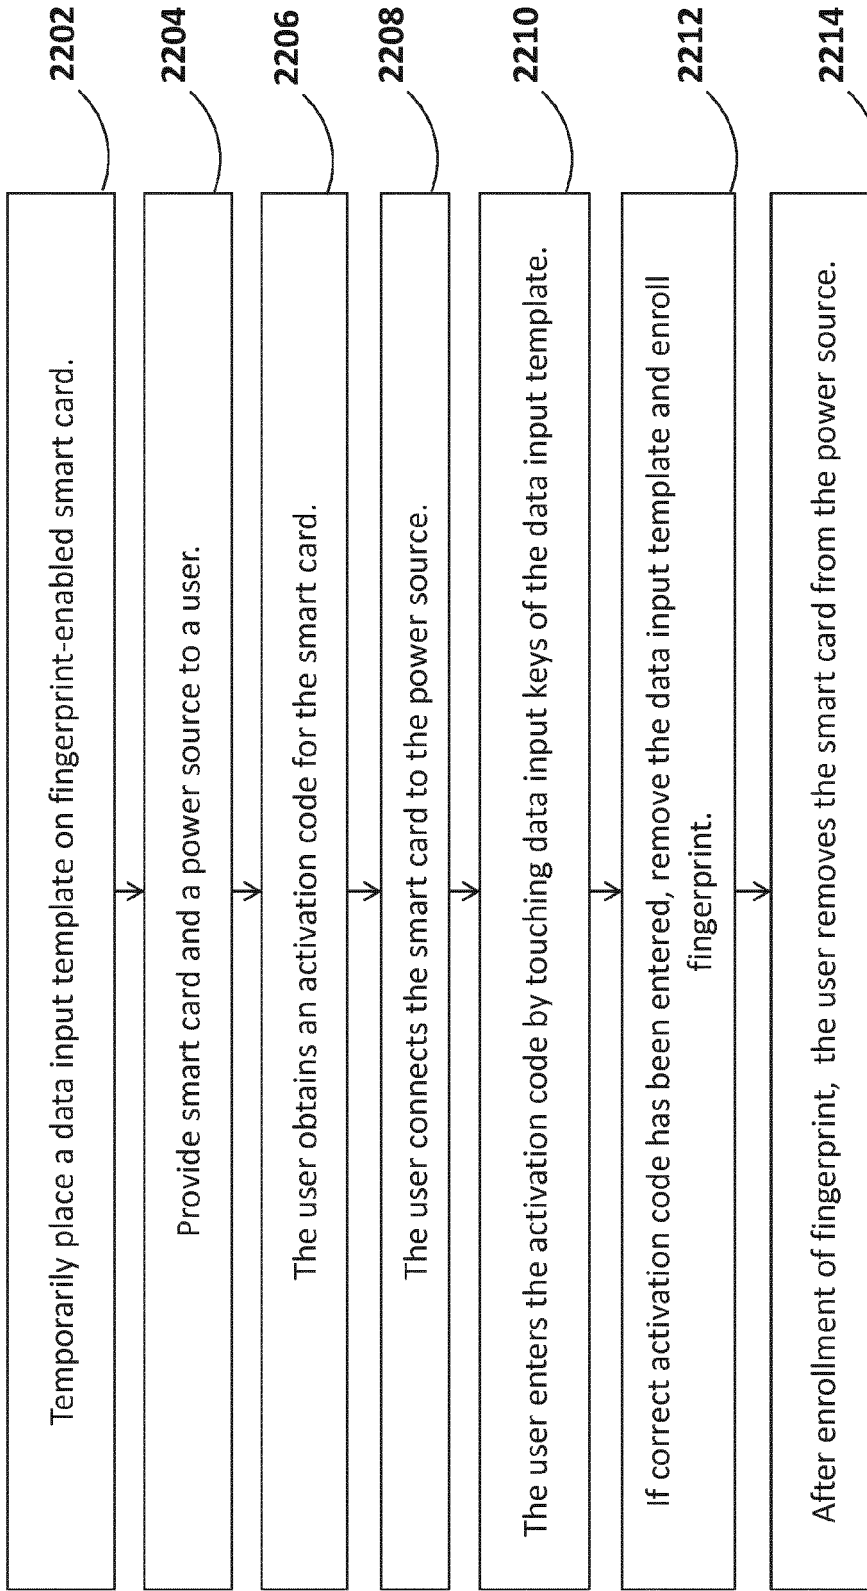 2202
Temporarily place a data input template on fingerprint-enabled smart card.
2204
Provide smart card and a power source to a user.
2206
The user obtains an activation code for the smart card.
2208
The user connects the smart card to the power source.
2210
The user enters the activation code by touching data input keys of the data input template.
2212
If correct activation code has been entered, remove the data input template and enroll
fingerprint.
2214
After enrollment of fingerprint, the user removes the smart card from the power source.